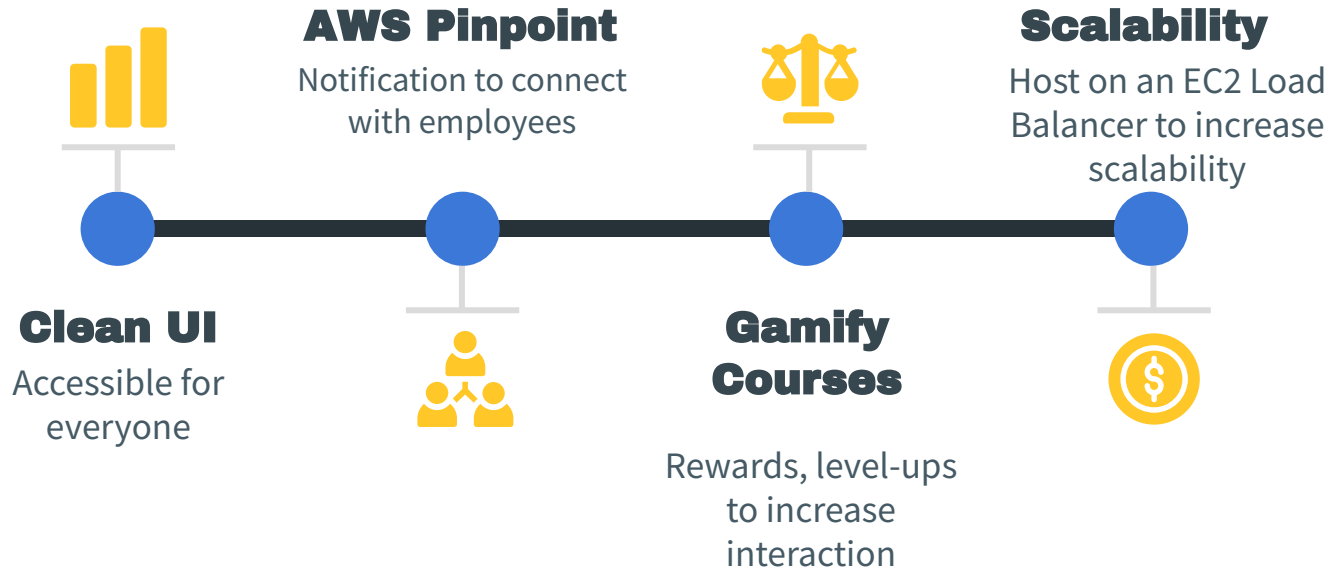 Clean UI
Accessible for
everyone
AWS Pinpoint
Notification to connect
with employees
Gamify
Courses
Rewards, level-ups
to increase
interaction
Scalability
Host on an EC2 Load
Balancer to increase
scalability
$